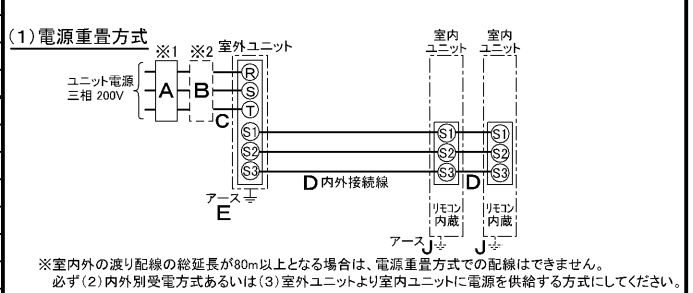 (1)電源重畳方式
※1 ※2 室外ユニット
室内ユニット
室内ユニット
ユニット電源
三相 200V
A
B
C
R
S
T
S1
S2
S3
S1
S2
S3
S1
S2
S3
D 内外接続線
D
アース
E
リモコン内蔵
リモコン内蔵
アース J
J
※室内外の渡り配線の総延長が80m以上となる場合は、電源重畳方式での配線はできません。
必ず(2)内外別受電方式あるいは(3)室外ユニットより室内ユニットに電源を供給する方式にしてください。